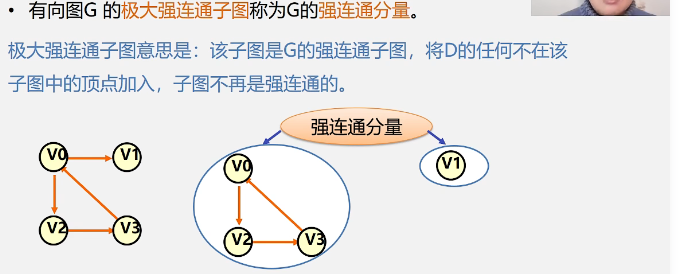 • 有向图G 的极大强连通子图称为G的强连通分量。
极大强连通子图意思是：该子图是G的强连通子图，将D的任何不在该
子图中的顶点加入，子图不再是强连通的。
强连通分量
V0 V1 V0 V1
V2 V3 V2 V3